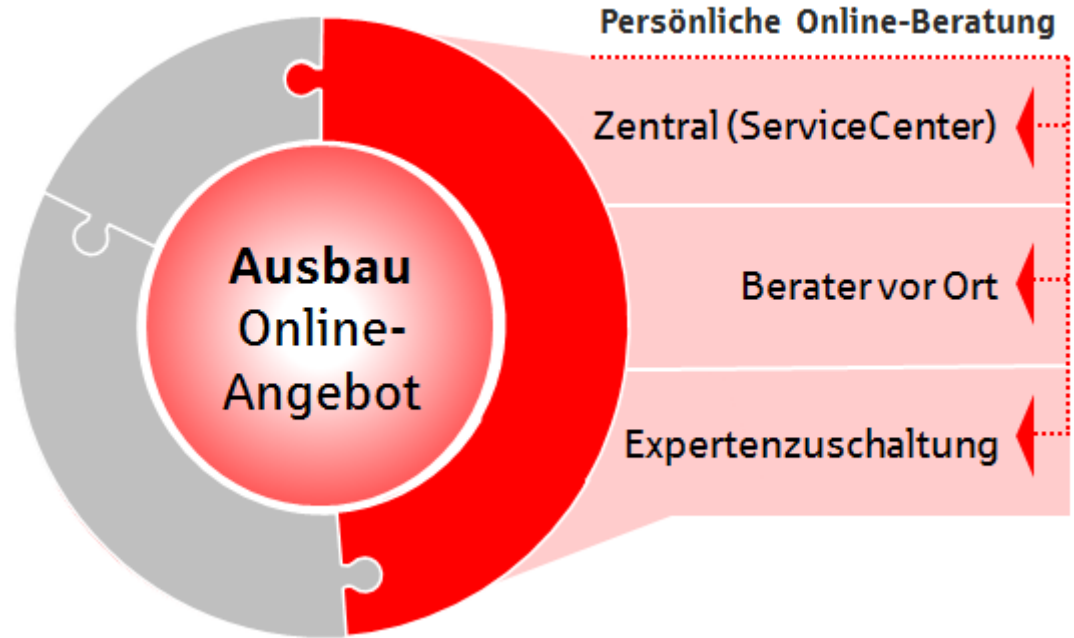 Persönliche Online-Beratung
Zentral (ServiceCenter)
Berater vor Ort
Expertenzuschaltung
Ausbau
Online-
Angebot